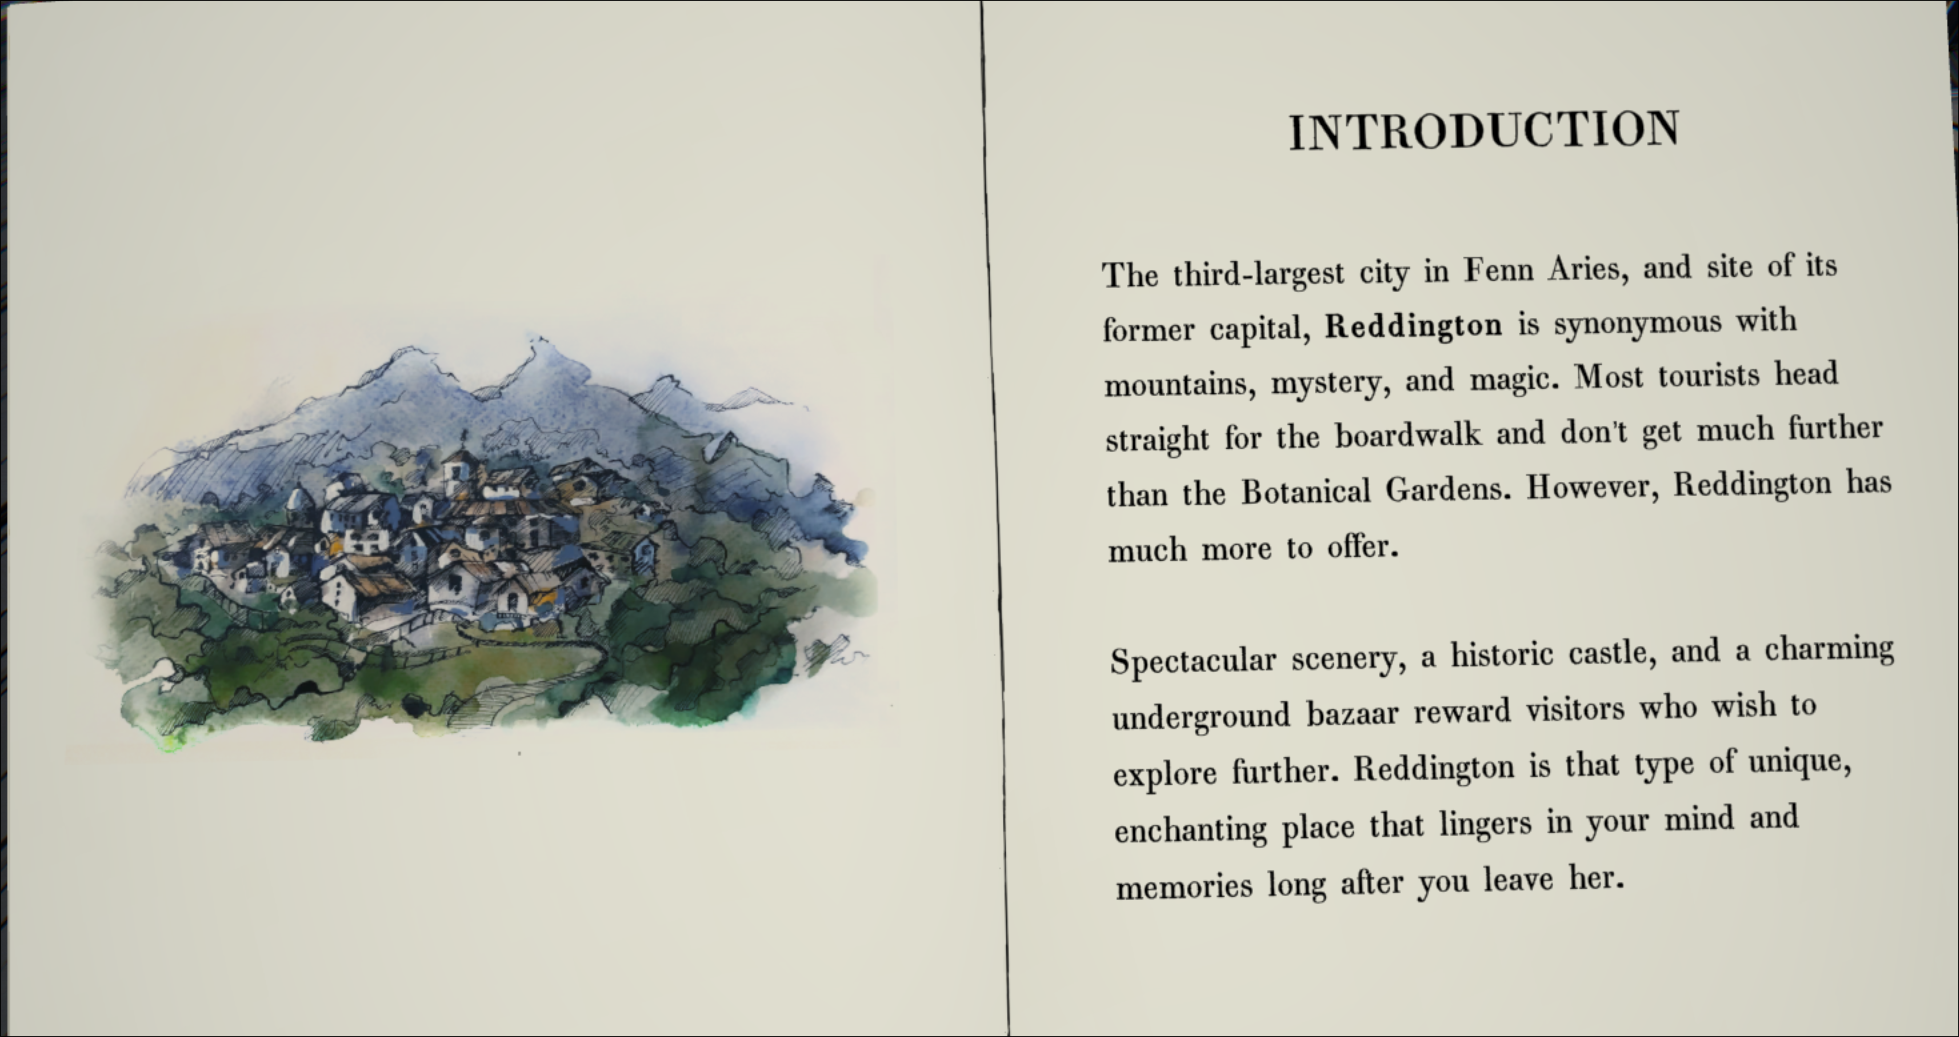 INTRODUCTION
The third-largest city in Fenn Aries, and site of its
former capital, Reddington is synonymous with
mountains, mystery, and magic. Most tourists head
straight for the boardwalk and don't get much further
than the Botanical Gardens. However, Reddington has
much more to offer.
Spectacular scenery, a historic castle, and a charming
underground bazaar reward visitors who wish to
explore further. Reddington is that type of unique,
enchanting place that lingers in your mind and
memories long after you leave her.